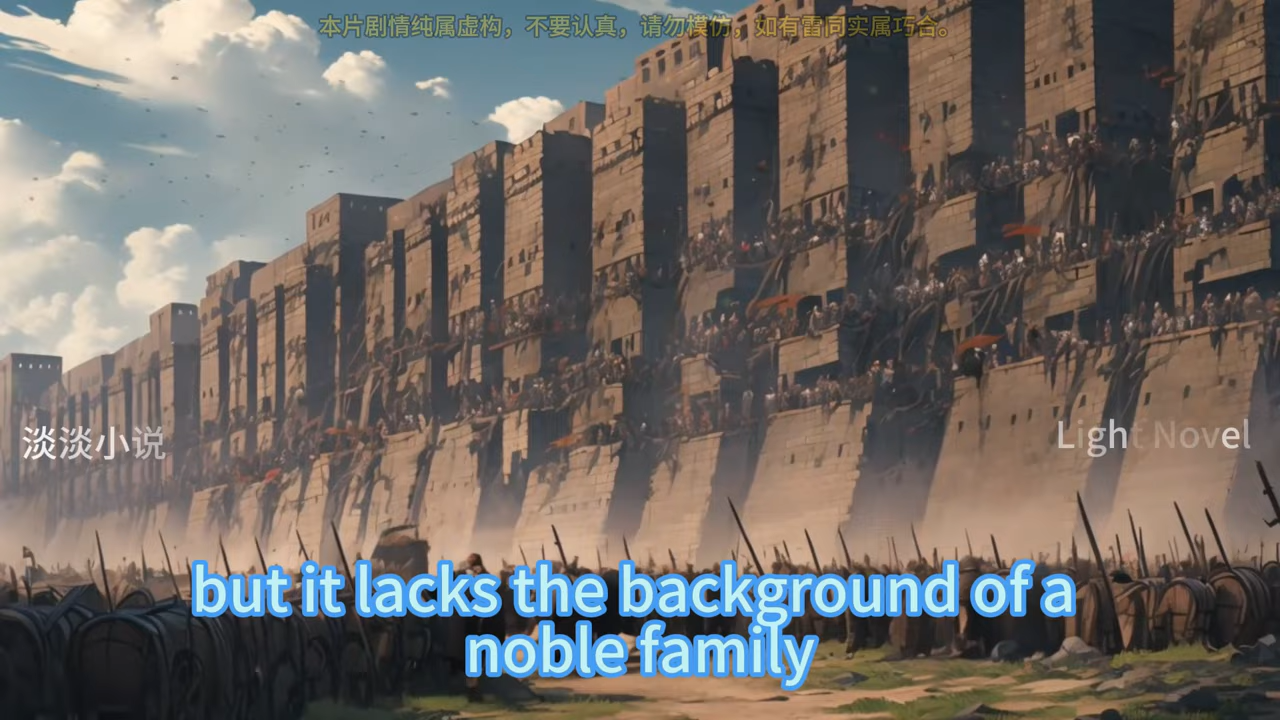 本片剧情纯属虚构，不要认真，请勿模仿，如有雷同实属巧合。
淡淡小说
Light Novel
but it lacks the background of a
noble family